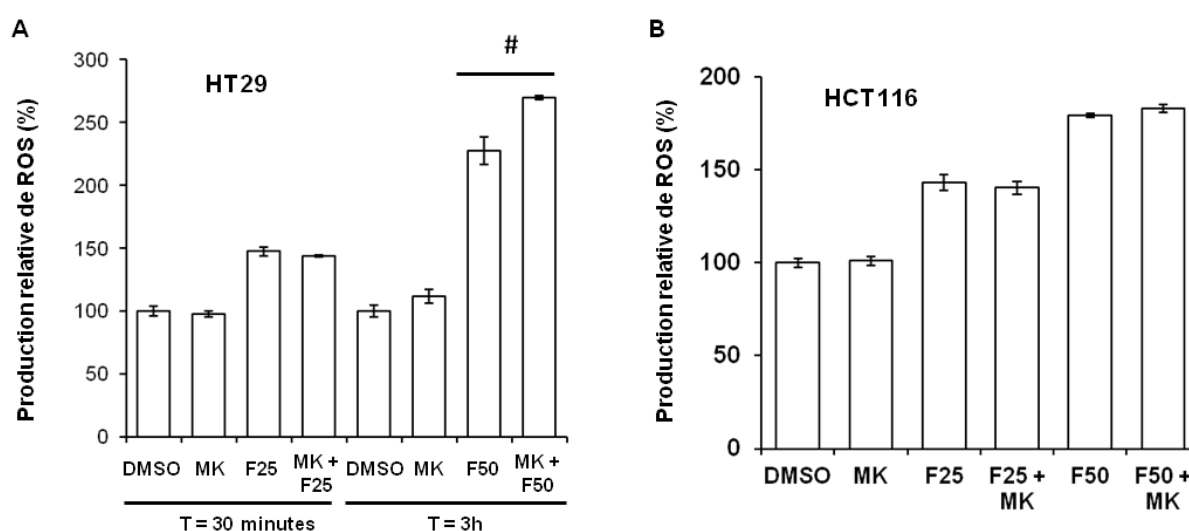 A
Production relative de ROS (%)
300
250
200
150
100
50
0
HT29
#
DMSO MK F25 MK + F25 DMSO MK F50 MK + F50
T = 30 minutes T = 3h
B
Production relative de ROS (%)
200
150
100
50
0
HCT116
DMSO MK F25 F25 + MK F50 F50 + MK